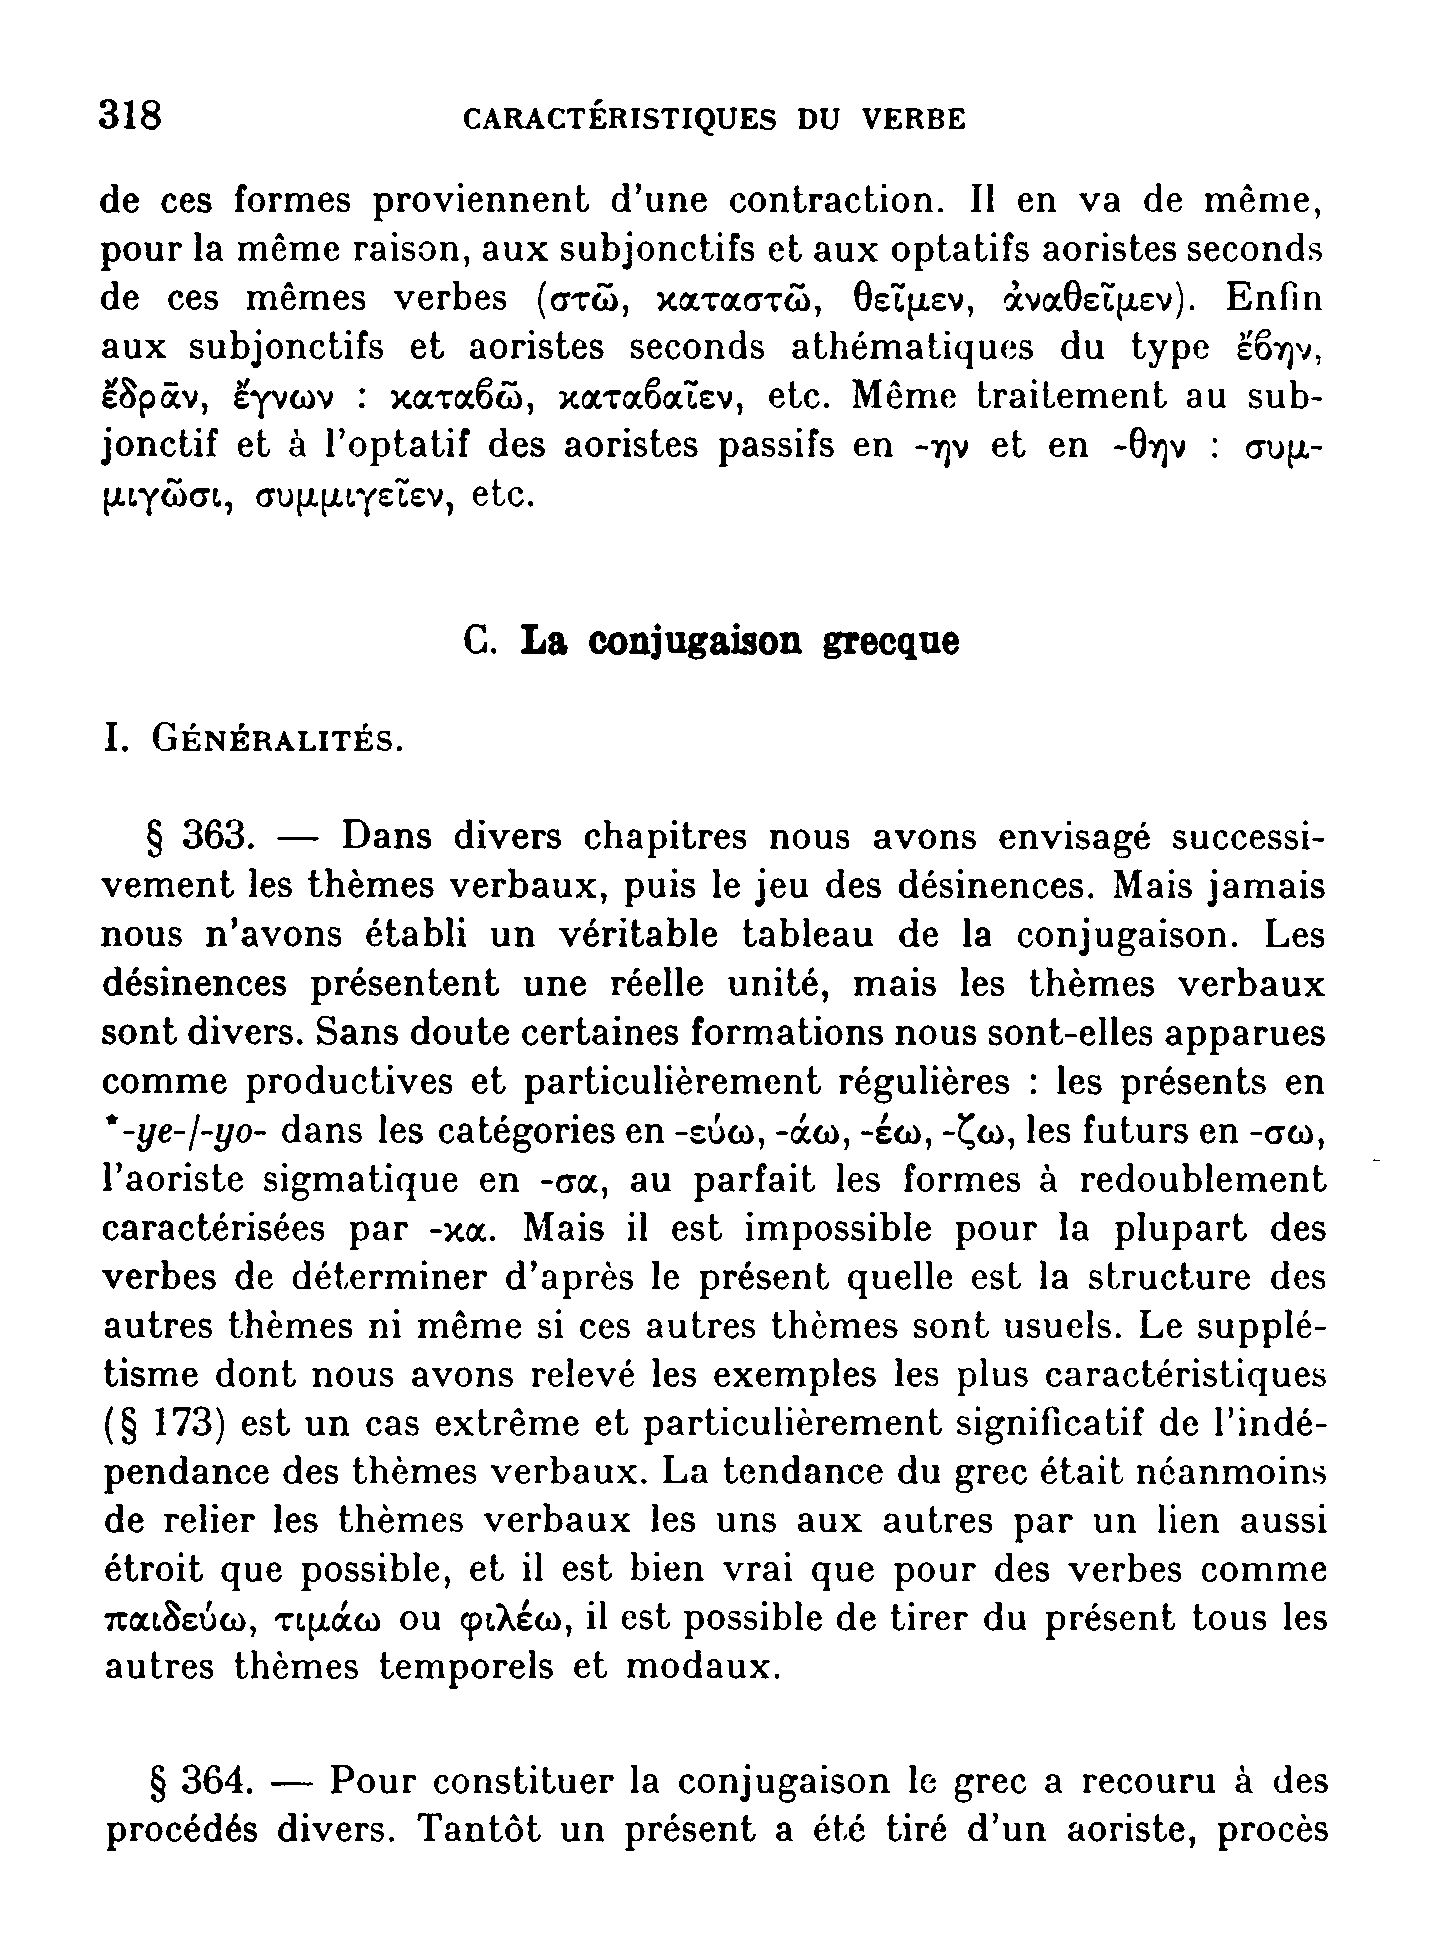 318 CARACTÉRISTIQUES DU VERBE
de ces formes proviennent d'une contraction. Il en va de même,
pour la même raison, aux subjonctifs et aux optatifs aoristes seconds
de ces mêmes verbes (στῶ, καταστῶ, θεῖμεν, ἀναθεῖμεν). Enfin
aux subjonctifs et aoristes seconds athématiques du type ἔϐην,
ἔδρᾱν, ἔγνων : καταϐῶ, καταϐαῖεν, etc. Même traitement au sub-
jonctif et à l'optatif des aoristes passifs en -ην et en -θην : συμ-
μιγῶσι, συμμιγεῖεν, etc.
C. La conjugaison grecque
I. GÉNÉRALITÉS.
§ 363. — Dans divers chapitres nous avons envisagé successi-
vement les thèmes verbaux, puis le jeu des désinences. Mais jamais
nous n'avons établi un véritable tableau de la conjugaison. Les
désinences présentent une réelle unité, mais les thèmes verbaux
sont divers. Sans doute certaines formations nous sont-elles apparues
comme productives et particulièrement régulières : les présents en
*-ye-/-yo- dans les catégories en -εύω, -άω, -έω, -ζω, les futurs en -σω,
l'aoriste sigmatique en -σα, au parfait les formes à redoublement
caractérisées par -κα. Mais il est impossible pour la plupart des
verbes de déterminer d'après le présent quelle est la structure des
autres thèmes ni même si ces autres thèmes sont usuels. Le supplé-
tisme dont nous avons relevé les exemples les plus caractéristiques
(§ 173) est un cas extrême et particulièrement significatif de l'indé-
pendance des thèmes verbaux. La tendance du grec était néanmoins
de relier les thèmes verbaux les uns aux autres par un lien aussi
étroit que possible, et il est bien vrai que pour des verbes comme
παιδεύω, τιμάω ou φιλέω, il est possible de tirer du présent tous les
autres thèmes temporels et modaux.
§ 364. — Pour constituer la conjugaison le grec a recouru à des
procédés divers. Tantôt un présent a été tiré d'un aoriste, procès